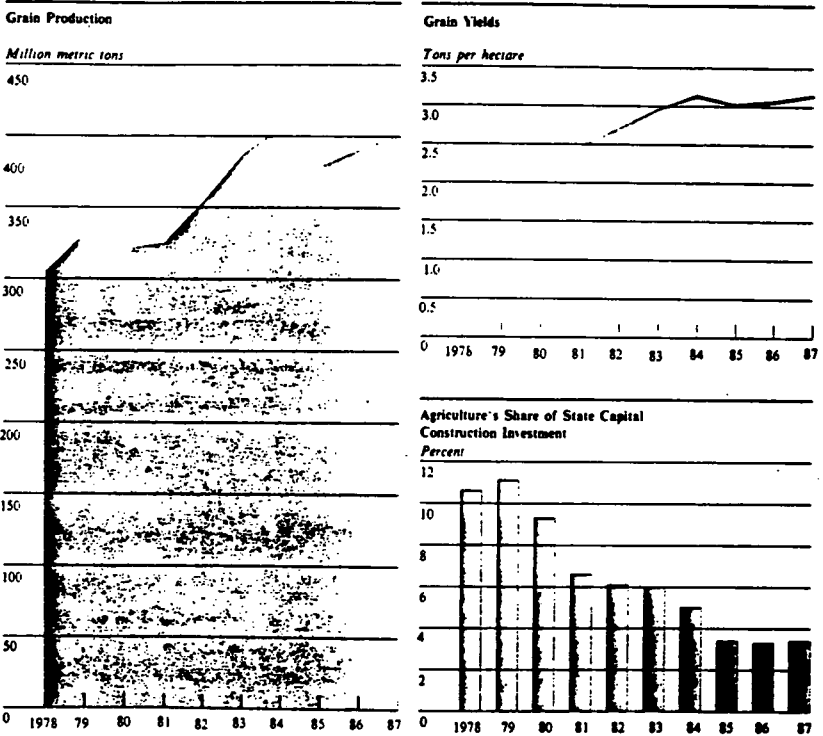 Grain Production
Million metric tons
450
400
350
300
250
200
150
100
50
0
1978 79 80 81 82 83 84 85 86 87
Grain Yields
Tons per hectare
3.5
3.0
2.5
2.0
1.5
1.0
0.5
0
1978 79 80 81 82 83 84 85 86 87
Agriculture's Share of State Capital
Construction Investment
Percent
12
10
8
6
4
2
0
1978 79 80 81 82 83 84 85 86 87